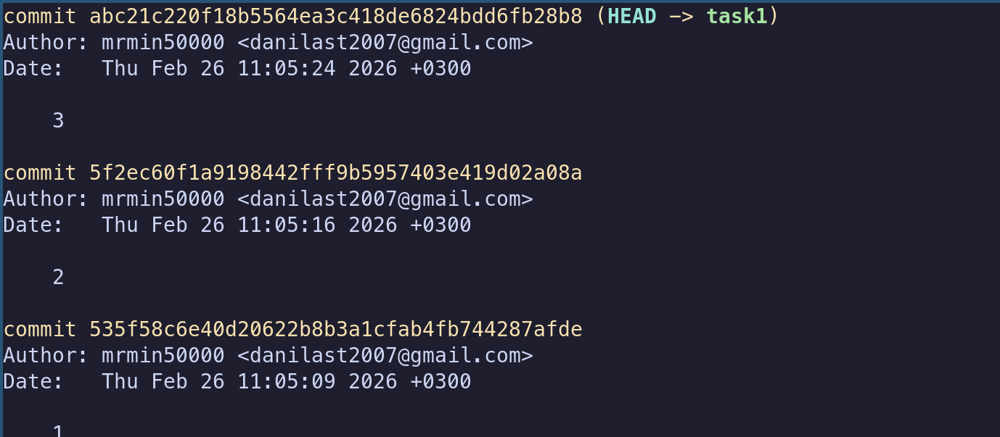 commit abc21c220f18b5564ea3c418de6824bdd6fb28b8 (HEAD -> task1)
Author: mrmin50000 <danilast2007@gmail.com>
Date:   Thu Feb 26 11:05:24 2026 +0300
3
commit 5f2ec60f1a9198442fff9b5957403e419d02a08a
Author: mrmin50000 <danilast2007@gmail.com>
Date:   Thu Feb 26 11:05:16 2026 +0300
2
commit 535f58c6e40d20622b8b3a1cfab4fb744287afde
Author: mrmin50000 <danilast2007@gmail.com>
Date:   Thu Feb 26 11:05:09 2026 +0300
1